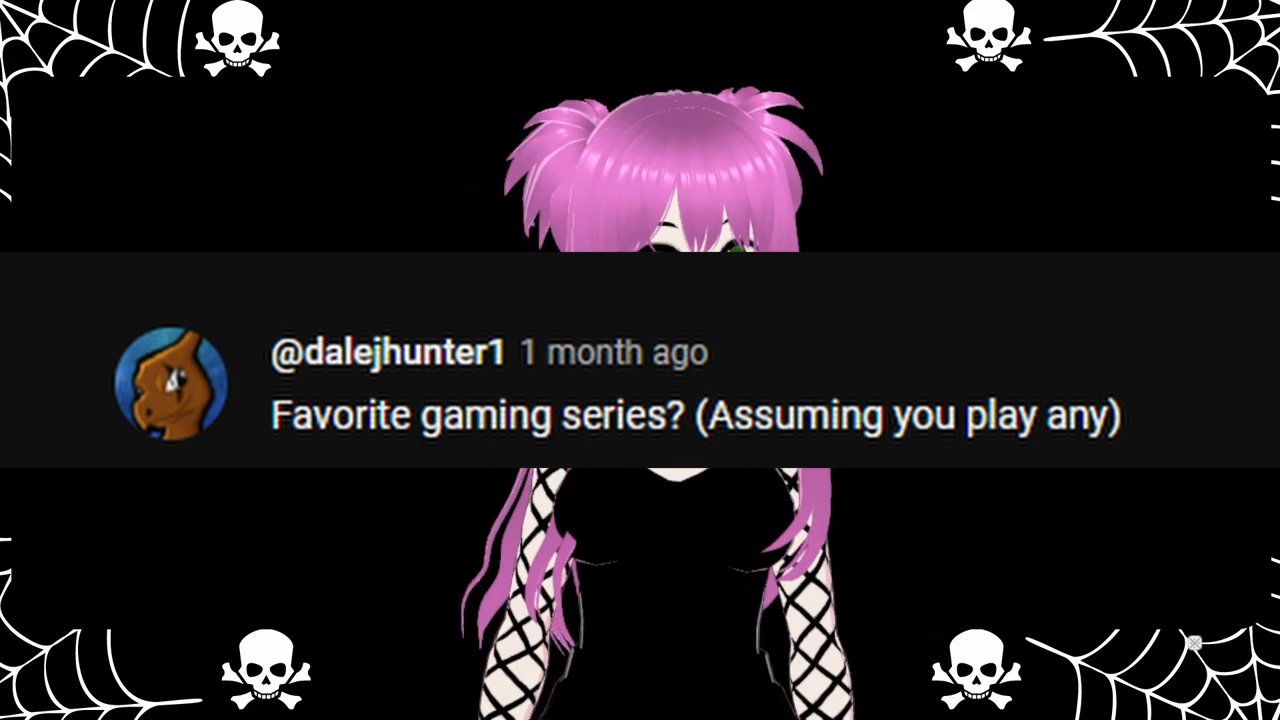 @dalejhunter1 1 month ago
Favorite gaming series? (Assuming you play any)